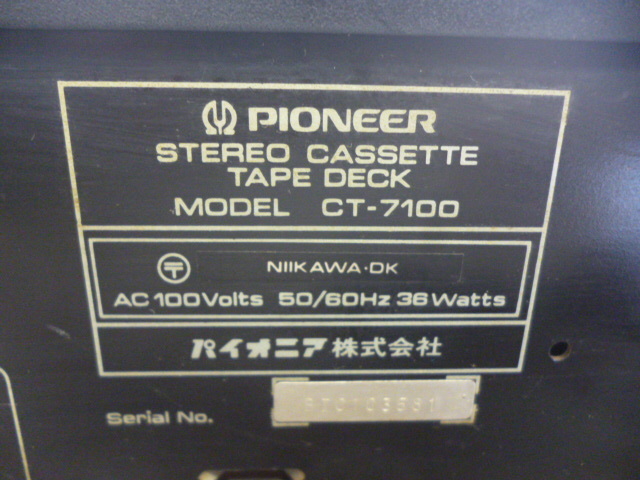 PIONEER
STEREO CASSETTE
TAPE DECK
MODEL CT-7100
〒 NIIKAWA·DK
AC 100Volts 50/60Hz 36Watts
パイオニア株式会社
Serial No.